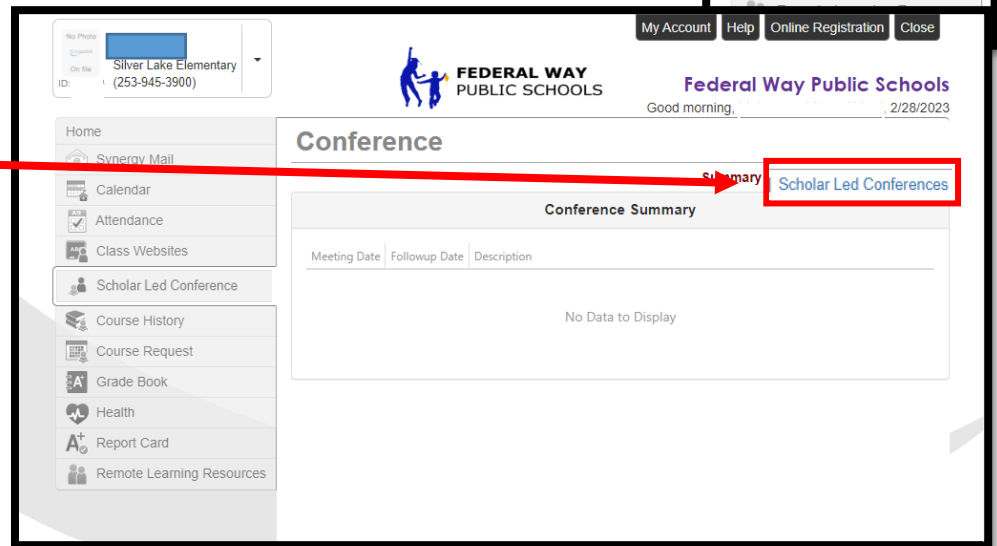 My Account Help Online Registration Close
No Photo
On file
Silver Lake Elementary
ID: (253-945-3900)
FEDERAL WAY
PUBLIC SCHOOLS
Federal Way Public Schools
Good morning, , 2/28/2023
Home
Synergy Mail
Calendar
Attendance
Class Websites
Scholar Led Conference
Course History
Course Request
Grade Book
Health
Report Card
Remote Learning Resources
Conference
Summary Scholar Led Conferences
Conference Summary
Meeting Date Followup Date Description
No Data to Display